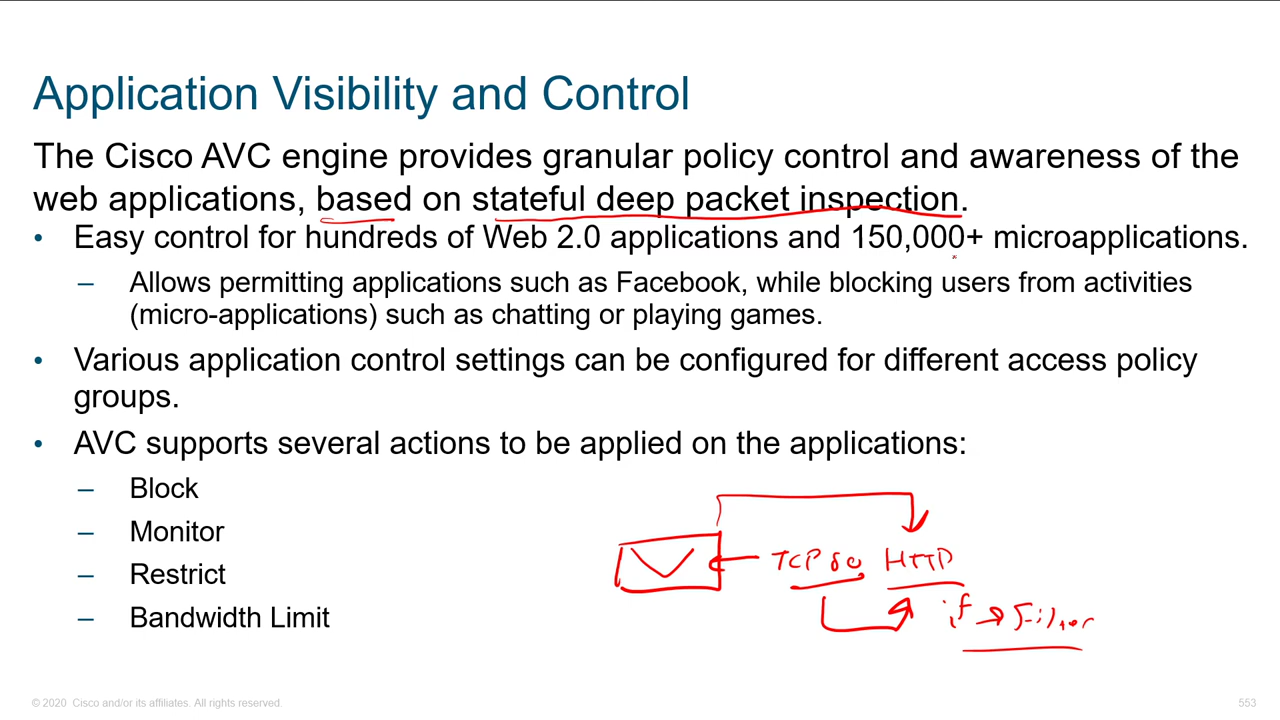 Application Visibility and Control
The Cisco AVC engine provides granular policy control and awareness of the
web applications, based on stateful deep packet inspection.
• Easy control for hundreds of Web 2.0 applications and 150,000+ microapplications.
– Allows permitting applications such as Facebook, while blocking users from activities
(micro-applications) such as chatting or playing games.
• Various application control settings can be configured for different access policy
groups.
• AVC supports several actions to be applied on the applications:
– Block
– Monitor
– Restrict
– Bandwidth Limit
TCP 80 HTTP
if → Filter
© 2020 Cisco and/or its affiliates. All rights reserved.
553